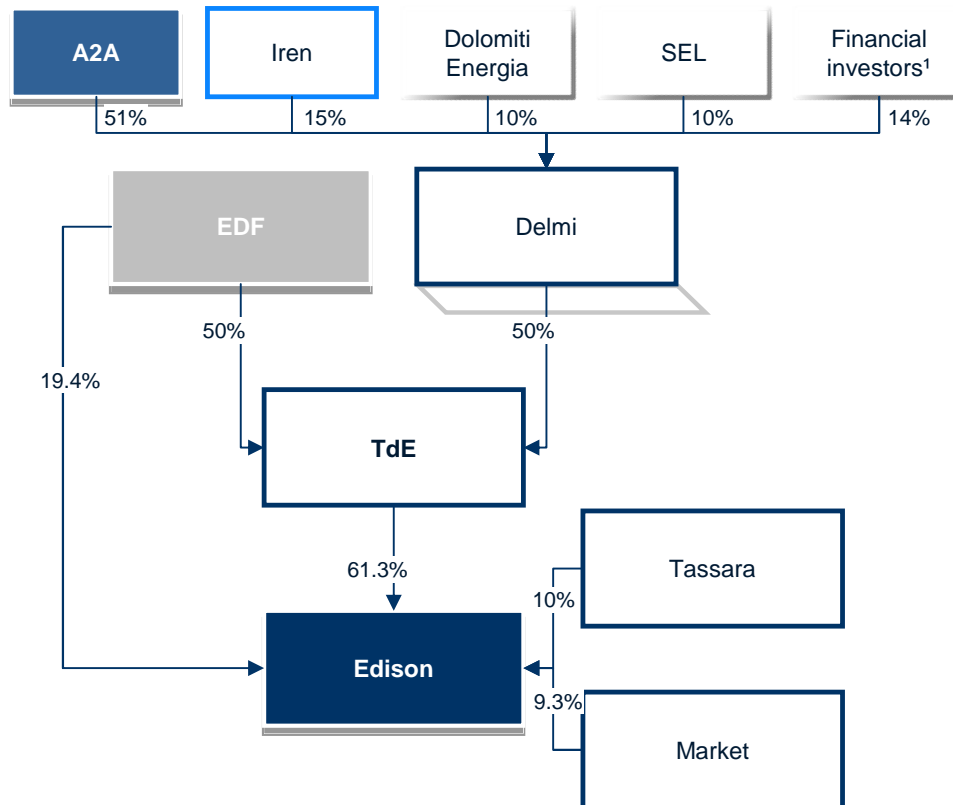 A2A
Iren
Dolomiti
Energia
SEL
Financial
investors¹
51%
15%
10%
10%
14%
EDF
Delmi
50%
50%
19.4%
TdE
61.3%
Tassara
10%
Edison
9.3%
Market